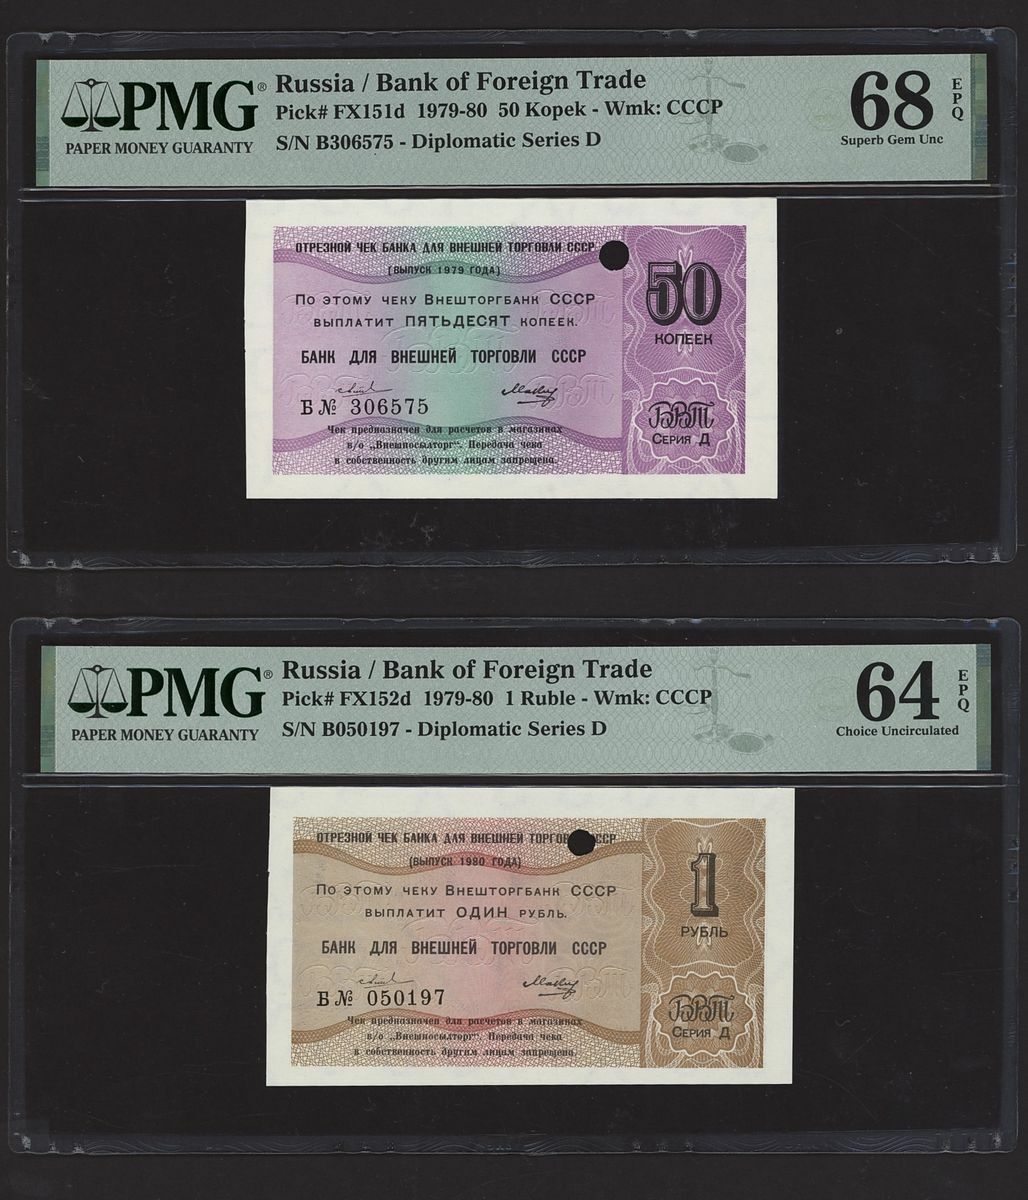 PMG®
PAPER MONEY GUARANTY
Russia / Bank of Foreign Trade
Pick# FX151d 1979-80 50 Kopek - Wmk: CCCP
S/N B306575 - Diplomatic Series D
68
EPQ
Superb Gem Unc
ОТРЕЗНОЙ ЧЕК БАНКА ДЛЯ ВНЕШНЕЙ ТОРГОВЛИ СССР
(ВЫПУСК 1979 ГОДА)
По этому чеку Внешторгбанк СССР
выплатит ПЯТЬДЕСЯТ копеек.
БАНК ДЛЯ ВНЕШНЕЙ ТОРГОВЛИ СССР
Б № 306575
Чек предназначен для расчетов в магазинах
в/о „Внешпосылторг“. Передача чека
в собственность другим лицам запрещена.
50
КОПЕЕК
БВТ
Серия Д
PMG®
PAPER MONEY GUARANTY
Russia / Bank of Foreign Trade
Pick# FX152d 1979-80 1 Ruble - Wmk: CCCP
S/N B050197 - Diplomatic Series D
64
EPQ
Choice Uncirculated
ОТРЕЗНОЙ ЧЕК БАНКА ДЛЯ ВНЕШНЕЙ
(ВЫПУСК 1980 ГОДА)
По этому чеку Внешторгбанк СССР
выплатит ОДИН рубль.
БАНК ДЛЯ ВНЕШНЕЙ ТОРГОВЛИ СССР
Б № 050197
Чек предназначен для расчетов в магазинах
в/о „Внешпосылторг“. Передача чека
в собственность другим лицам запрещена.
1
РУБЛЬ
БВТ
Серия Д